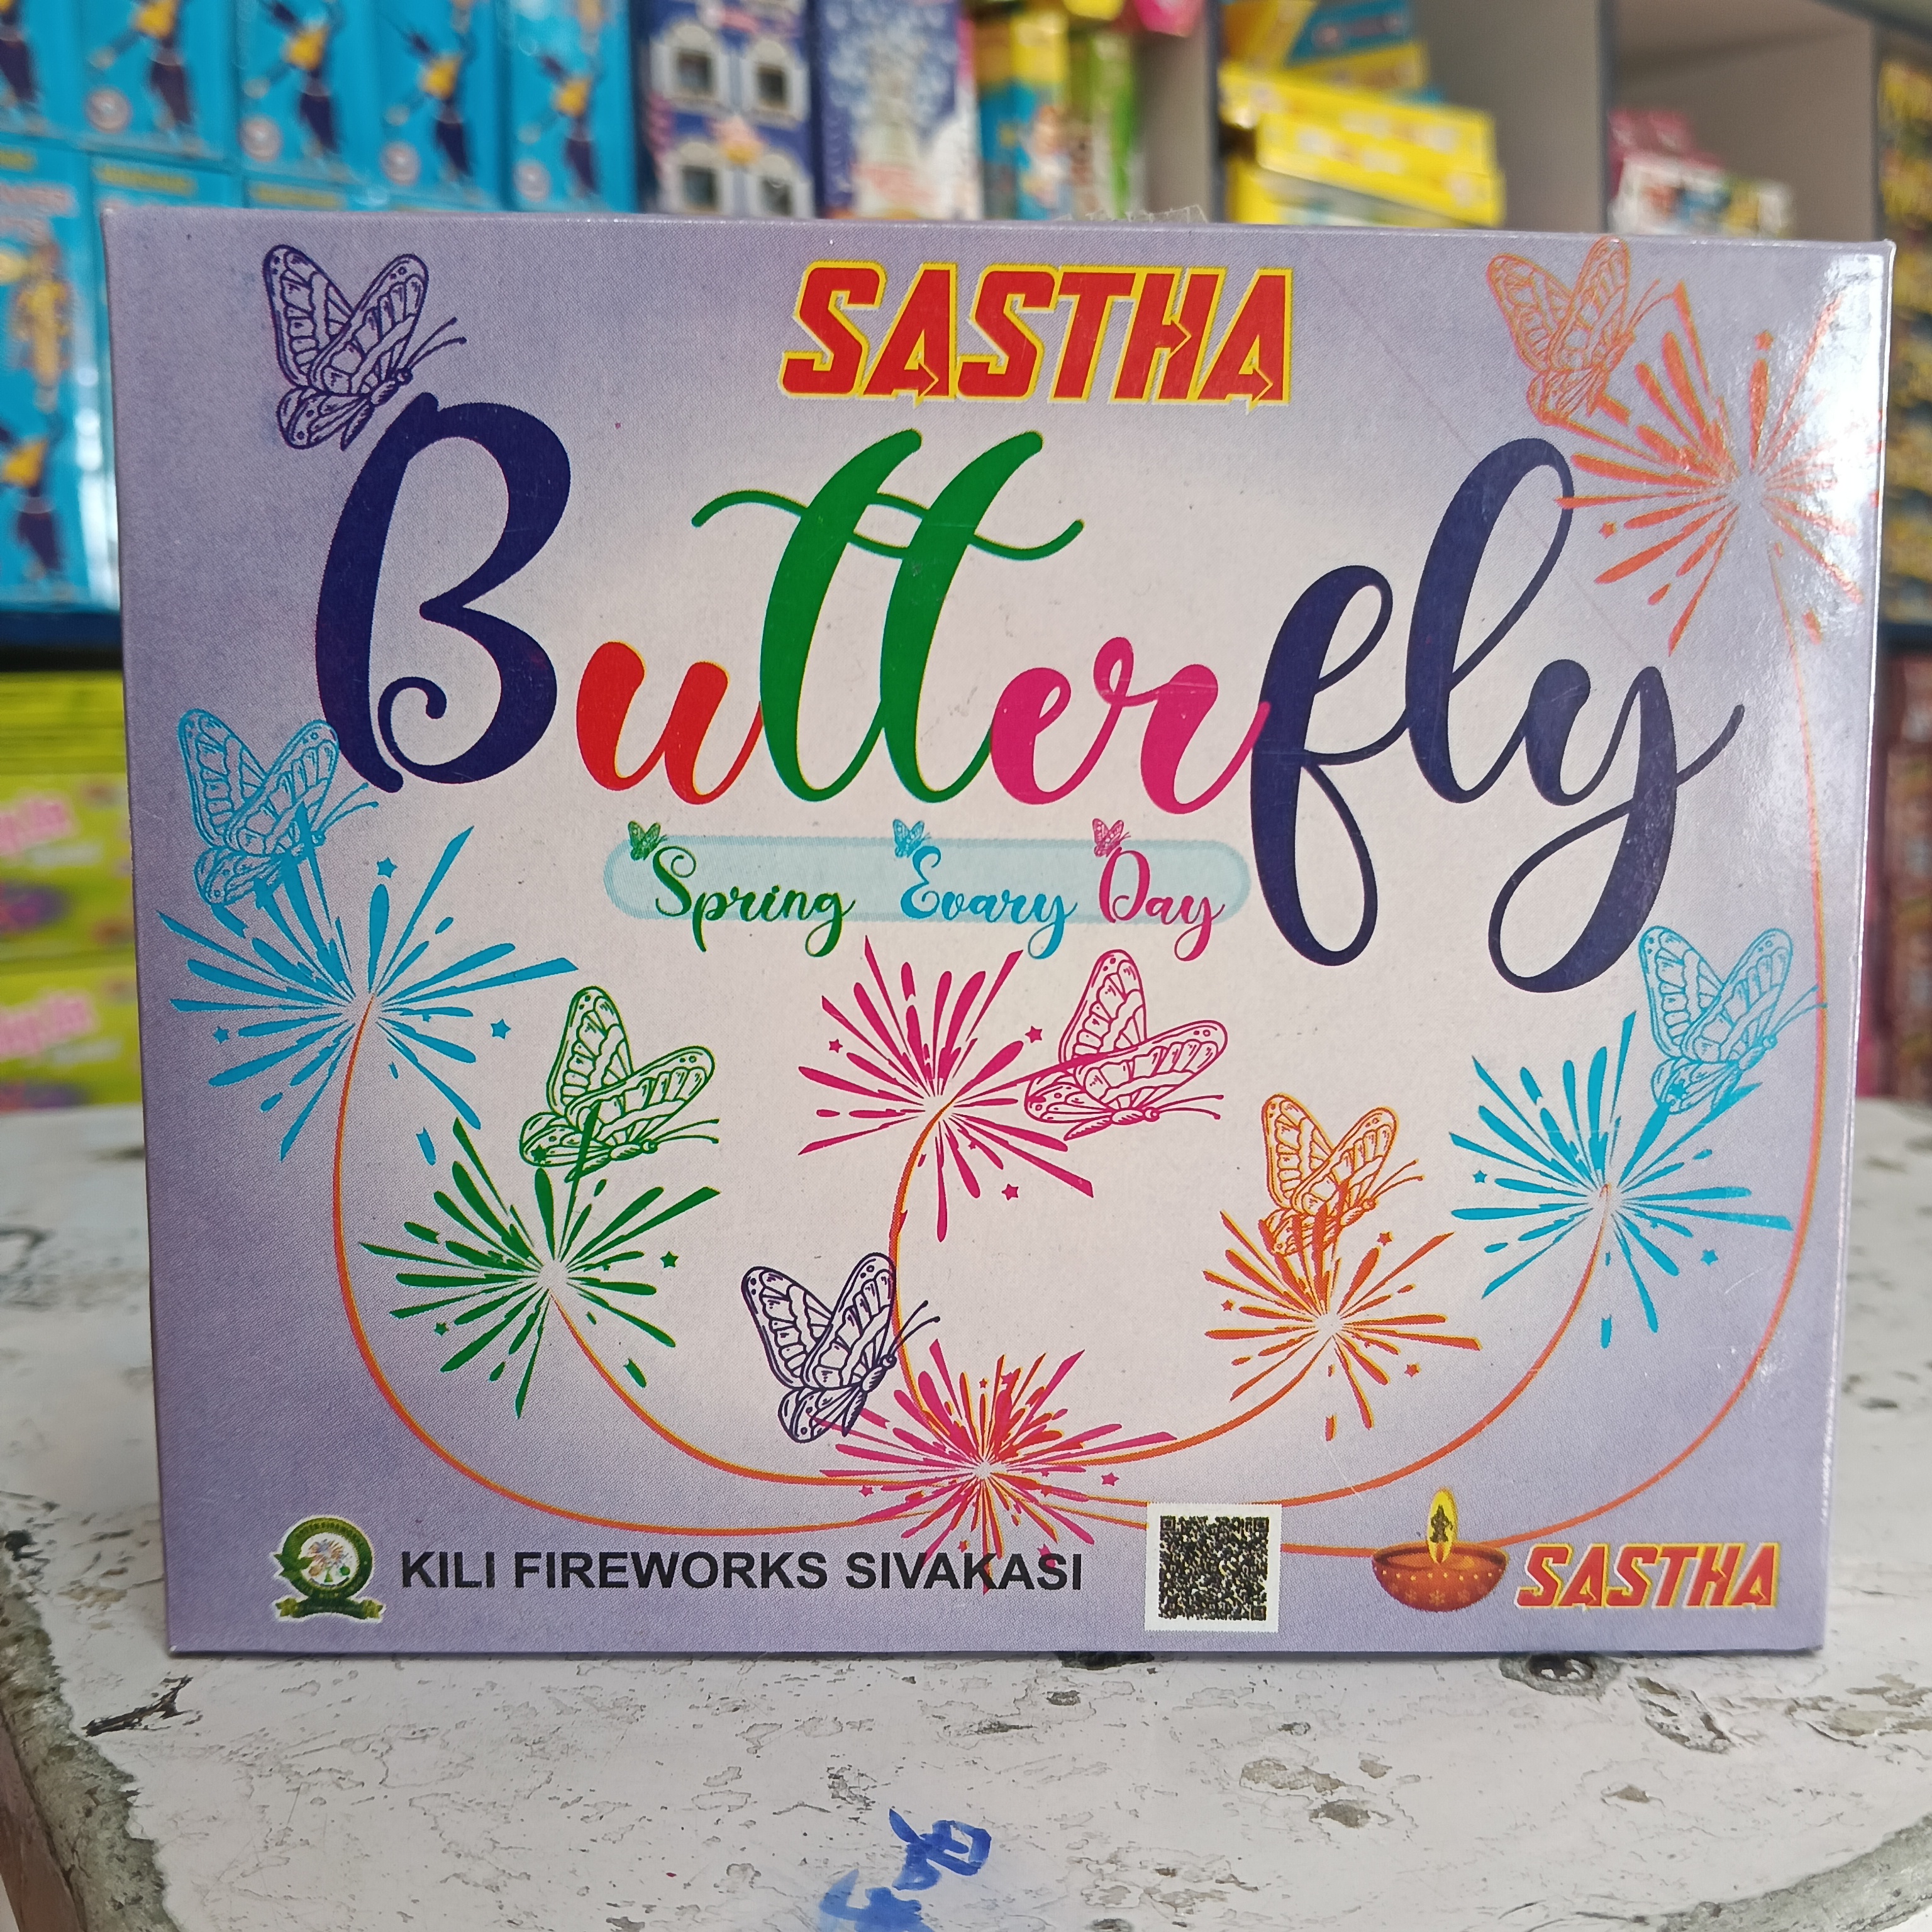 SASTHA
Butterfly
Spring Evary Day
KILI FIREWORKS SIVAKASI
SASTHA